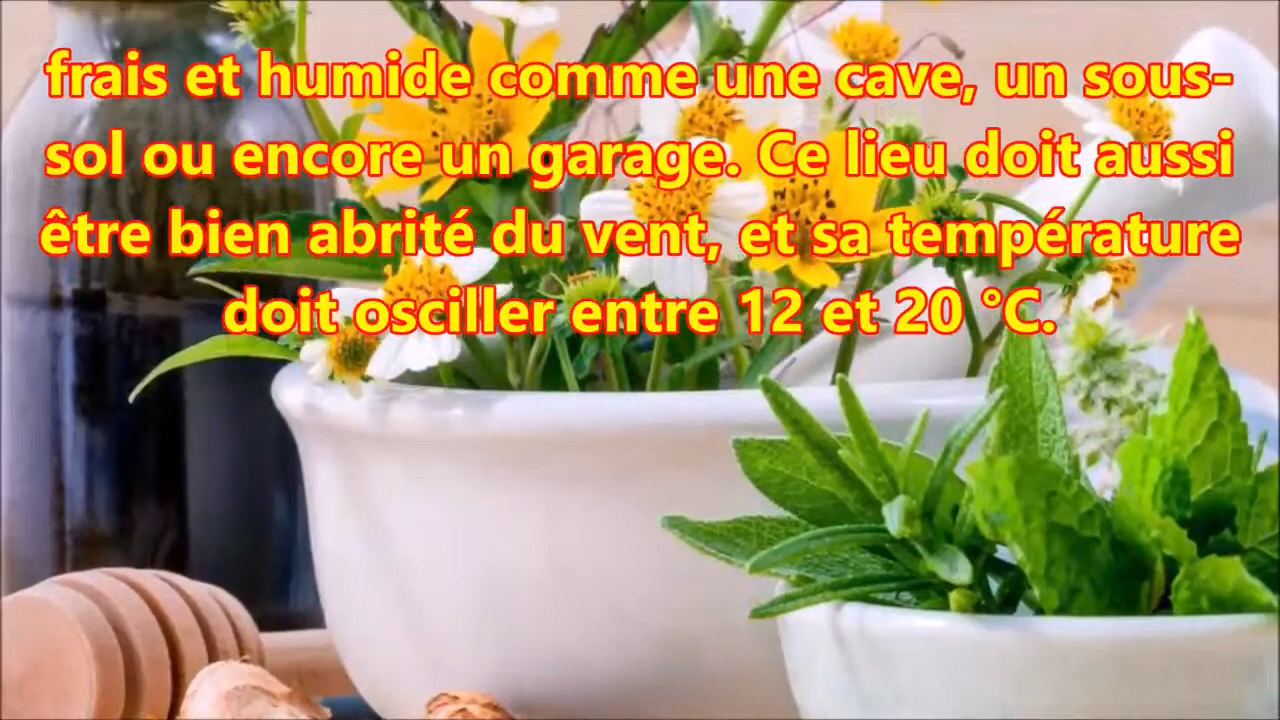 frais et humide comme une cave, un sous-
sol ou encore un garage. Ce lieu doit aussi
être bien abrité du vent, et sa température
doit osciller entre 12 et 20 °C.